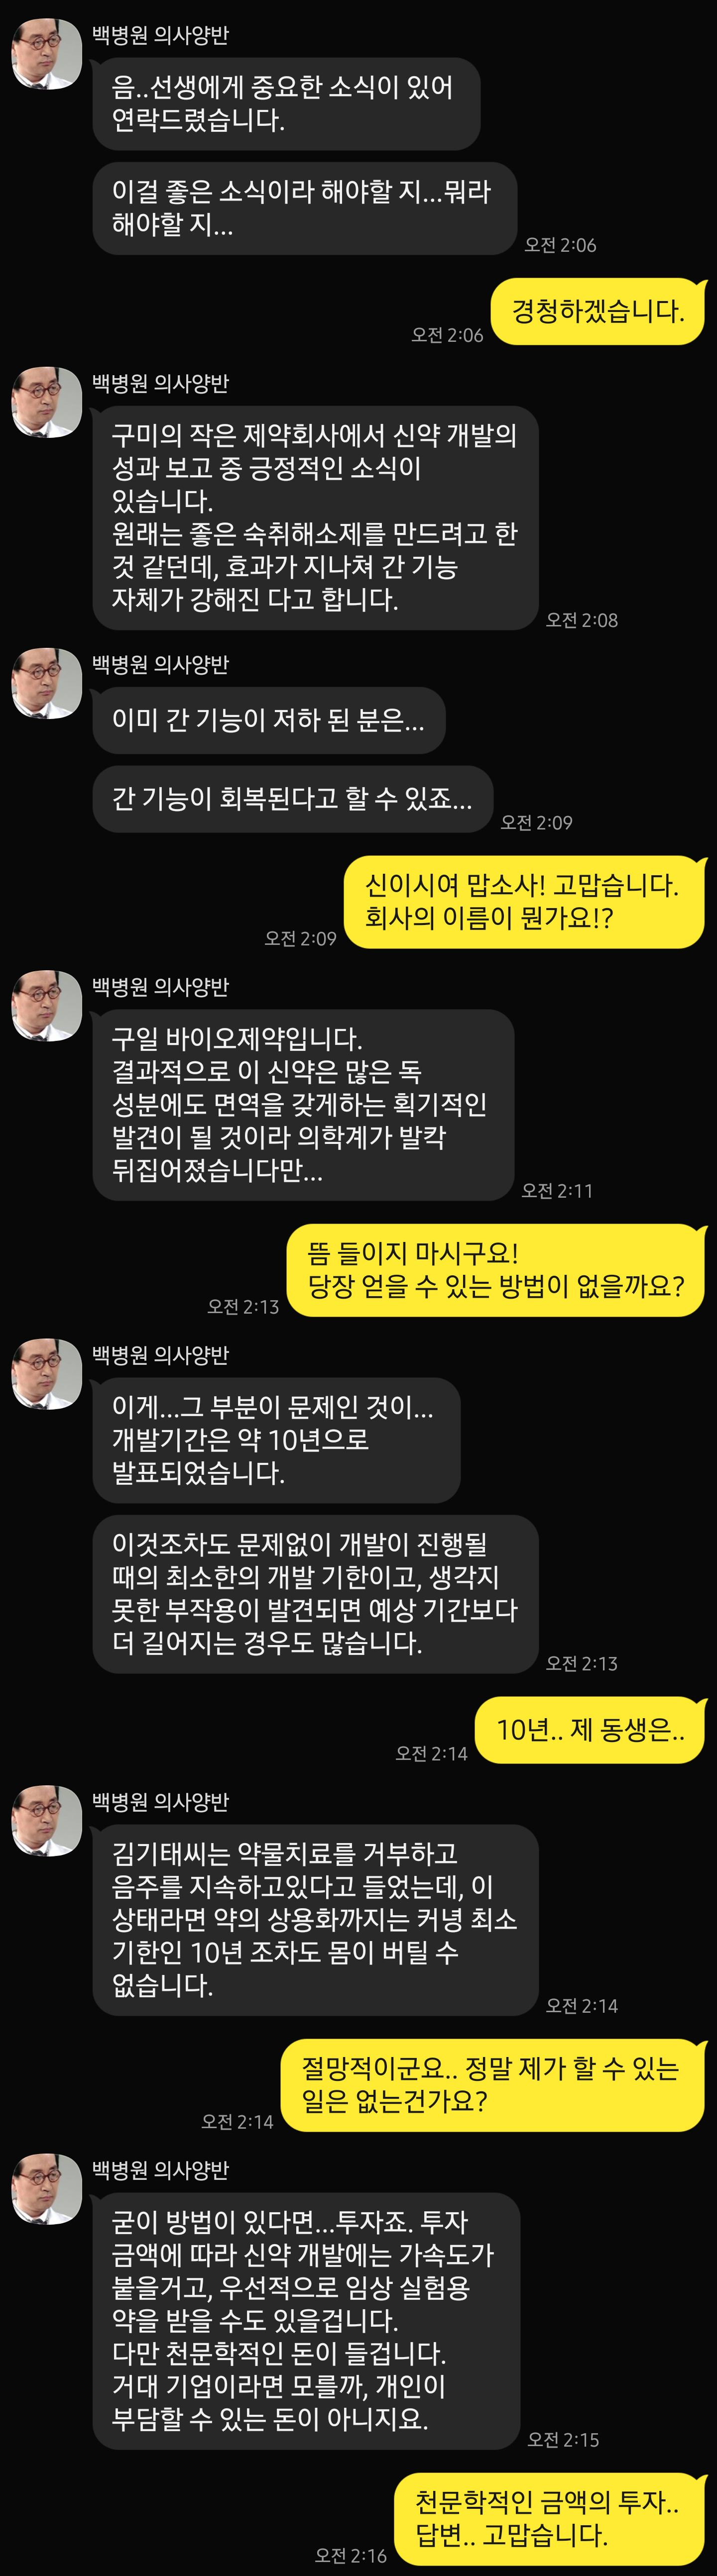 백병원 의사양반
음..선생에게 중요한 소식이 있어
연락드렸습니다.
이걸 좋은 소식이라 해야할 지...뭐라
해야할 지...
오전 2:06
경청하겠습니다.
오전 2:06
백병원 의사양반
구미의 작은 제약회사에서 신약 개발의
성과 보고 중 긍정적인 소식이
있습니다.
원래는 좋은 숙취해소제를 만드려고 한
것 같던데, 효과가 지나쳐 간 기능
자체가 강해진 다고 합니다.
오전 2:08
백병원 의사양반
이미 간 기능이 저하 된 분은...
간 기능이 회복된다고 할 수 있죠...
오전 2:09
신이시여 맙소사! 고맙습니다.
회사의 이름이 뭔가요!?
오전 2:09
백병원 의사양반
구일 바이오제약입니다.
결과적으로 이 신약은 많은 독
성분에도 면역을 갖게하는 획기적인
발견이 될 것이라 의학계가 발칵
뒤집어졌습니다만...
오전 2:11
뜸 들이지 마시구요!
당장 얻을 수 있는 방법이 없을까요?
오전 2:13
백병원 의사양반
이게...그 부분이 문제인 것이...
개발기간은 약 10년으로
발표되었습니다.
이것조차도 문제없이 개발이 진행될
때의 최소한의 개발 기한이고, 생각지
못한 부작용이 발견되면 예상 기간보다
더 길어지는 경우도 많습니다.
오전 2:13
10년.. 제 동생은..
오전 2:14
백병원 의사양반
김기태씨는 약물치료를 거부하고
음주를 지속하고있다고 들었는데, 이
상태라면 약의 상용화까지는 커녕 최소
기한인 10년 조차도 몸이 버틸 수
없습니다.
오전 2:14
절망적이군요.. 정말 제가 할 수 있는
일은 없는건가요?
오전 2:14
백병원 의사양반
굳이 방법이 있다면...투자죠. 투자
금액에 따라 신약 개발에는 가속도가
붙을거고, 우선적으로 임상 실험용
약을 받을 수도 있을겁니다.
다만 천문학적인 돈이 들겁니다.
거대 기업이라면 모를까, 개인이
부담할 수 있는 돈이 아니지요.
오전 2:15
천문학적인 금액의 투자..
답변.. 고맙습니다.
오전 2:16